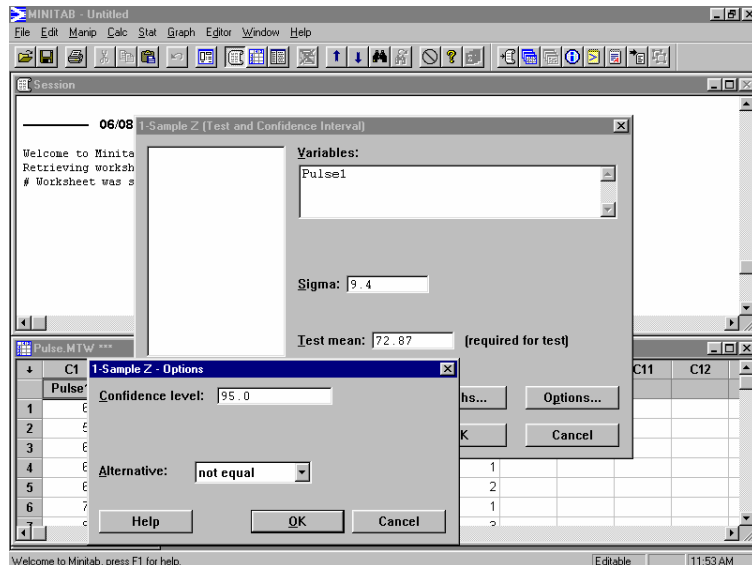 MINITAB - Untitled
File Edit Manip Calc Stat Graph Editor Window Help
Session
06/08
Welcome to Minita
Retrieving worksh
# Worksheet was s
1-Sample Z (Test and Confidence Interval)
Variables:
Pulse1
Sigma: 9.4
Test mean: 72.87 (required for test)
hs... Options...
K Cancel
Pulse.MTW ***
C1 C11 C12
Pulse
1
2
3
4 1
5 2
6 1
7
1-Sample Z - Options
Confidence level: 95.0
Alternative: not equal
Help OK Cancel
Welcome to Minitab, press F1 for help. Editable 11:53 AM